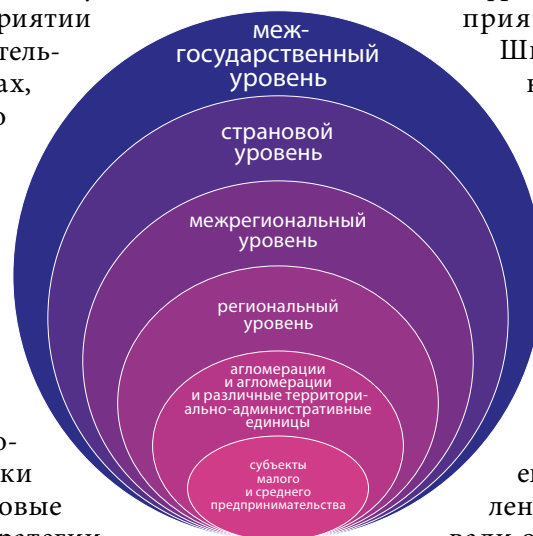 приятии
тель-
ах,
меж-
государственный
уровень
страновой
уровень
межрегиональный
уровень
региональный
уровень
агломерации
и агломерации
и различные территори-
ально-административные
единицы
субъекты
малого
и среднего
предпринимательства
ки
овые
прия
лен